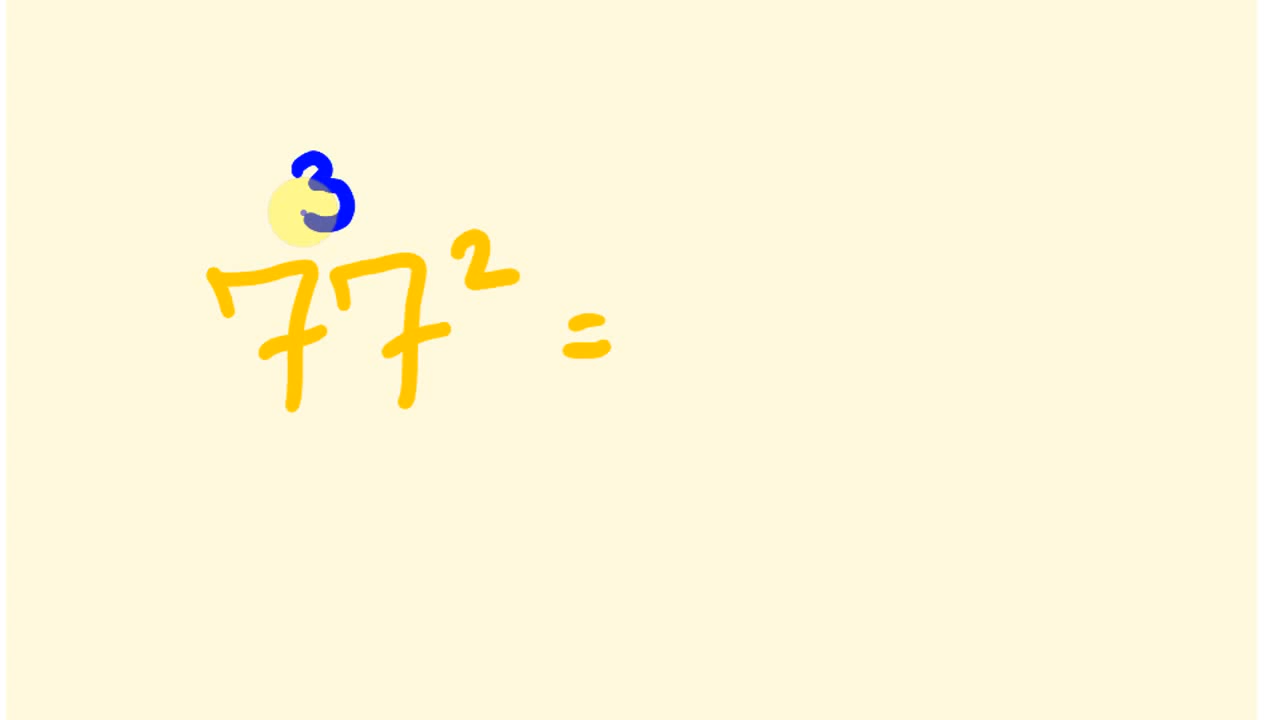 3
77² =